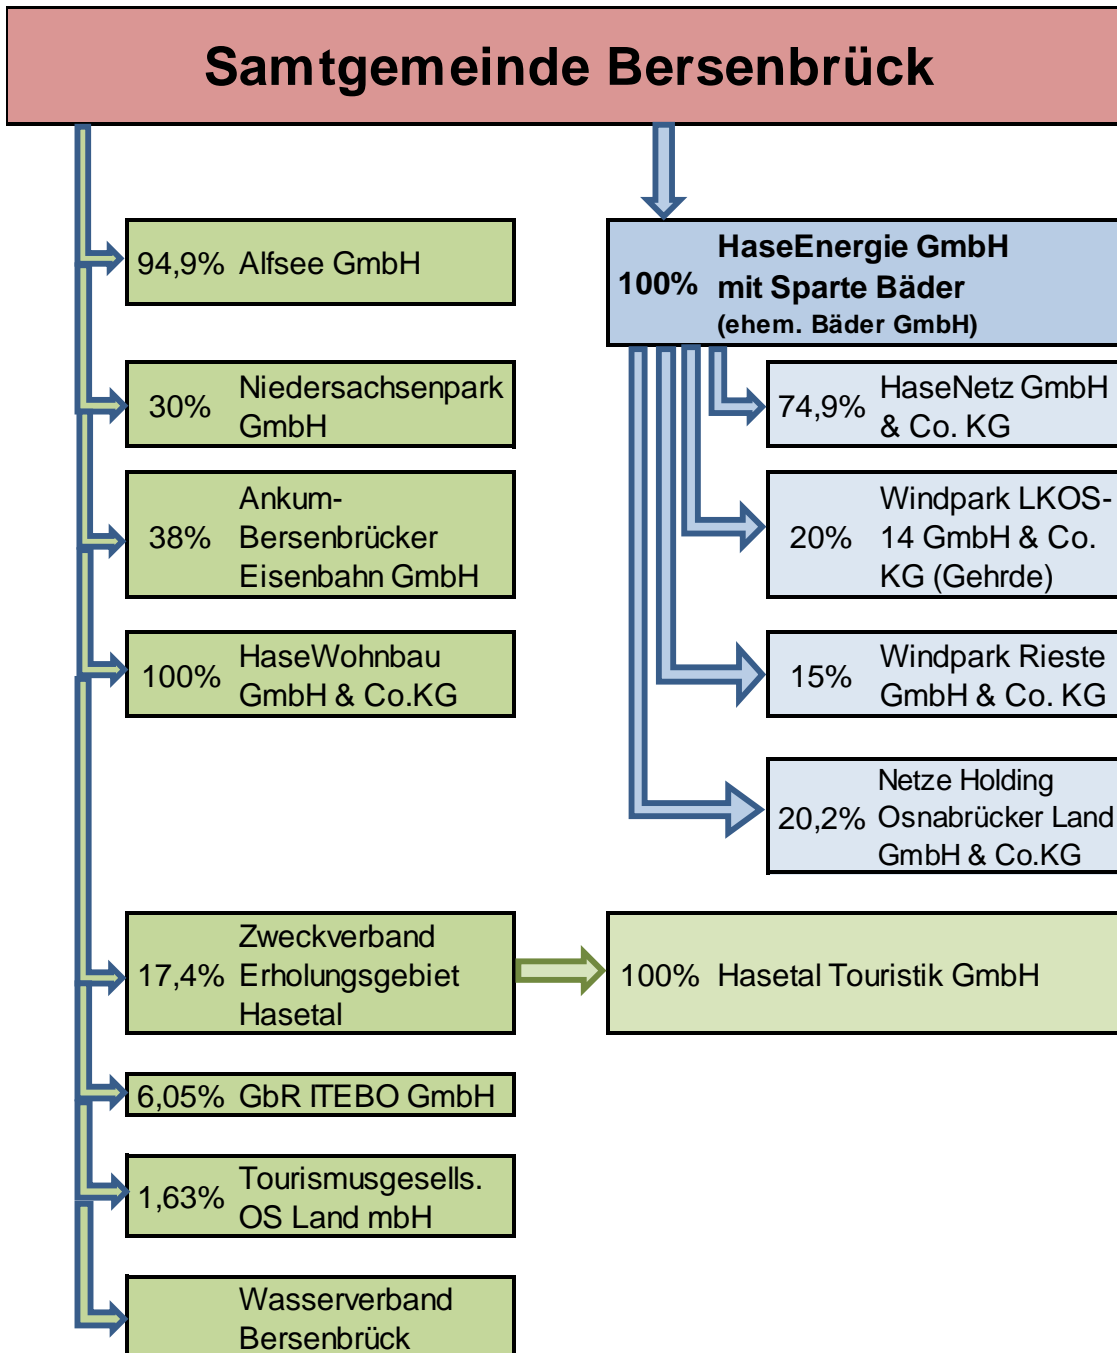 Samtgemeinde Bersenbrück
94,9% Alfsee GmbH
30%
Niedersachsenpark
GmbH
38%
Ankum-
Bersenbrücker
Eisenbahn GmbH
100%
HaseWohnbau
GmbH & Co.KG
17,4%
Zweckverband
Erholungsgebiet
Hasetal
6,05% GbR ITEBO GmbH
1,63%
Tourismusgesells.
OS Land mbH
Wasserverband
Bersenbrück
100%
HaseEnergie GmbH
mit Sparte Bäder
(ehem. Bäder GmbH)
74,9%
HaseNetz GmbH
& Co. KG
20%
Windpark LKOS-
14 GmbH & Co.
KG (Gehrde)
15%
Windpark Rieste
GmbH & Co. KG
20,2%
Netze Holding
Osnabrücker Land
GmbH & Co.KG
100% Hasetal Touristik GmbH